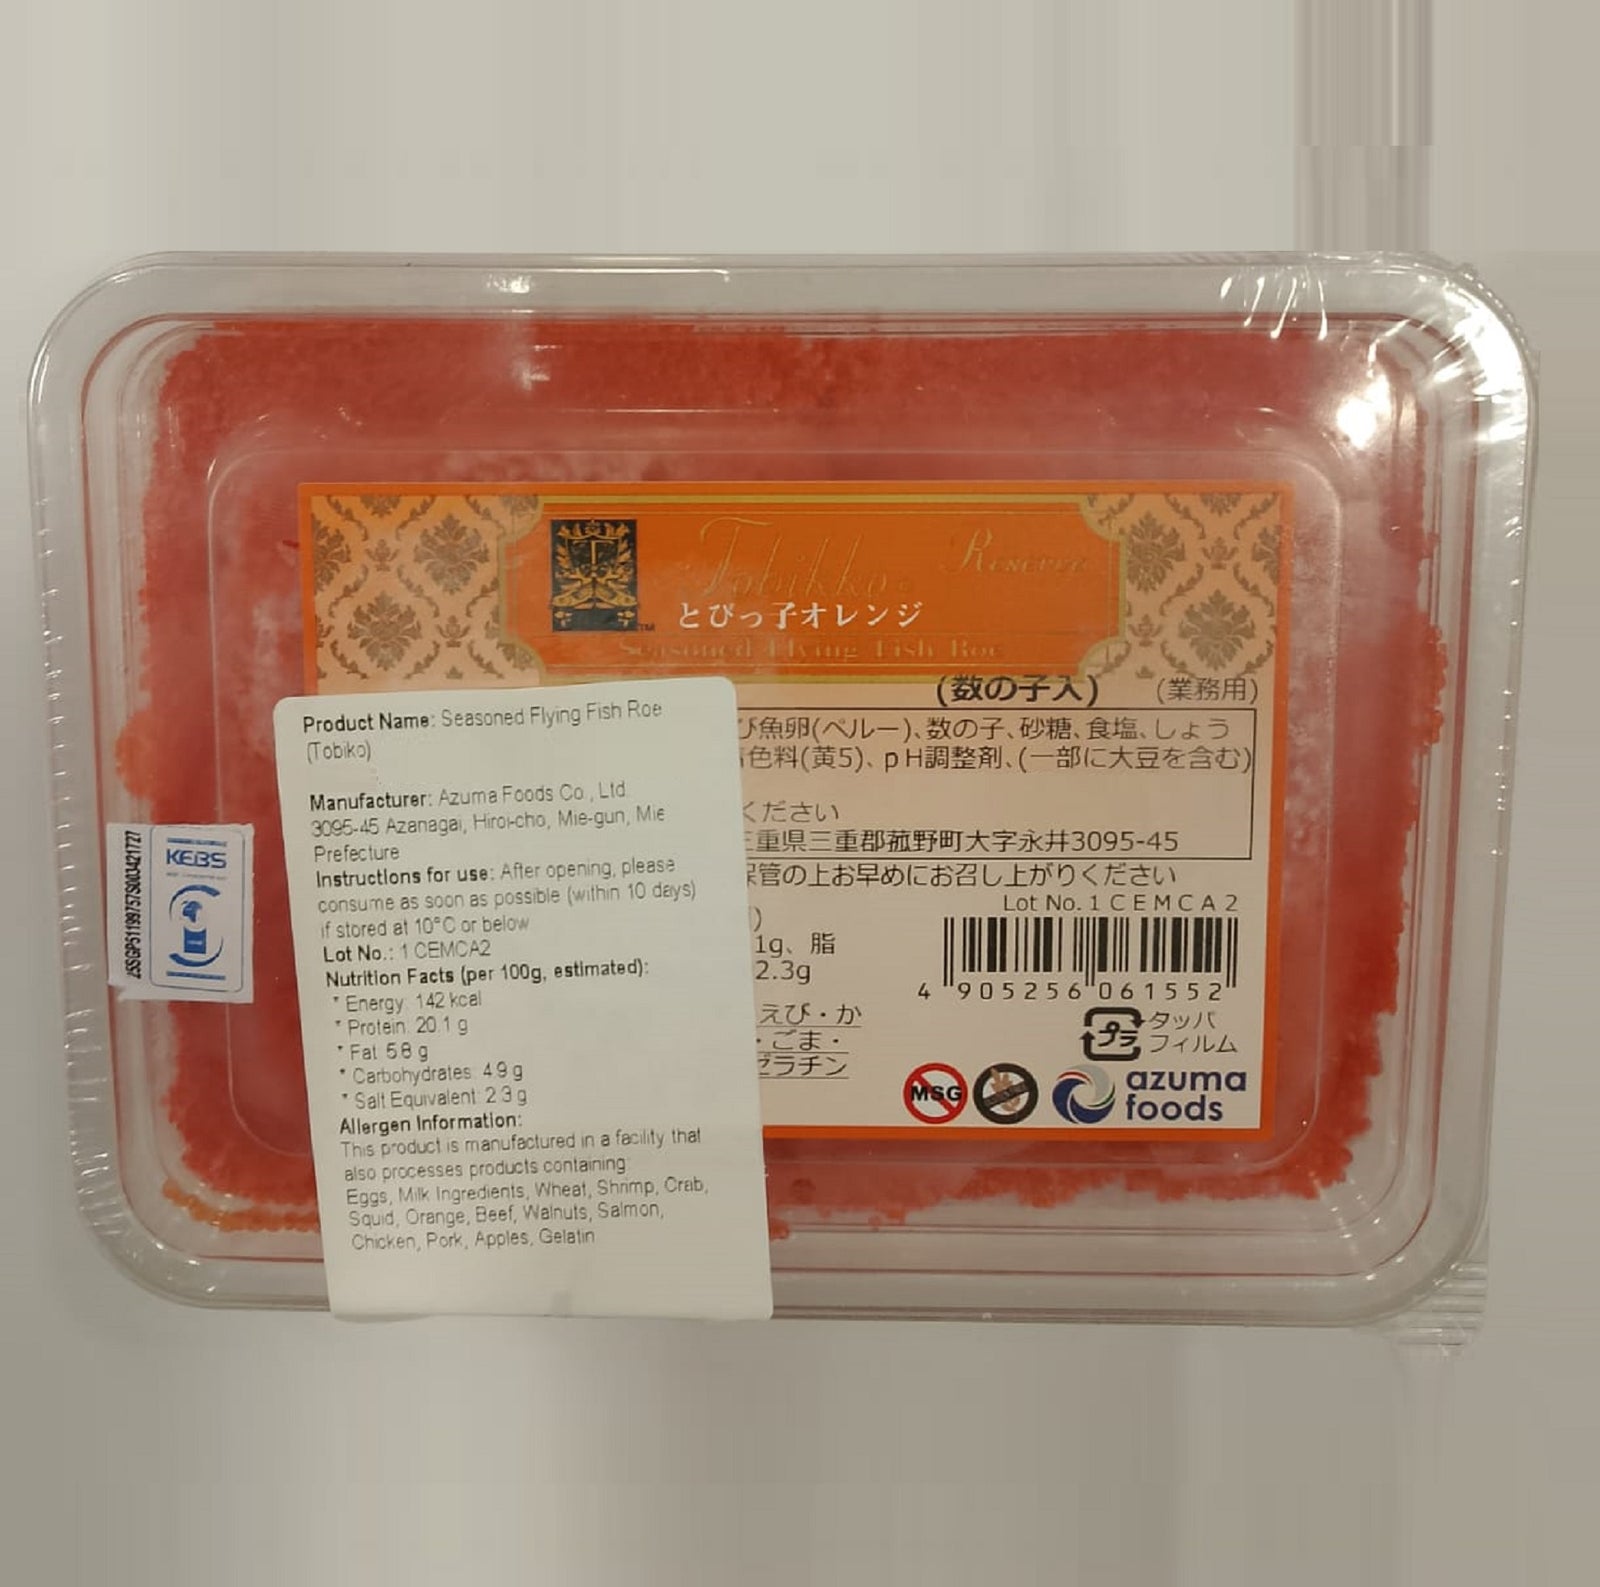 Tobikko
Reserve
TM
とびっ子オレンジ
Seasoned Flying Fish Roe
(数の子入)
(業務用)
び魚卵(ペルー)、数の子、砂糖、食塩、しょう
色料(黄5)、pH調整剤、(一部に大豆を含む)
ください
重県三重郡菰野町大字永井3095-45
保管の上お早めにお召し上がりください
Lot No. 1 C E M C A 2
)
1g、脂
2.3g
えび・か
・ごま・
ゼラチン
4 905256 061552
プラ
タッパ
フィルム
MSG
azuma
foods
KEBS
Product Name: Seasoned Flying Fish Roe
(Tobiko)
Manufacturer: Azuma Foods Co., Ltd
3095-45 Azanagai, Hiroi-cho, Mie-gun, Mie
Prefecture
Instructions for use: After opening, please
consume as soon as possible (within 10 days)
if stored at 10°C or below
Lot No.: 1 CEMCA2
Nutrition Facts (per 100g, estimated):
* Energy: 142 kcal
* Protein: 20.1 g
* Fat: 5.8 g
* Carbohydrates: 4.9 g
* Salt Equivalent: 2.3 g
Allergen Information:
This product is manufactured in a facility that
also processes products containing:
Eggs, Milk Ingredients, Wheat, Shrimp, Crab,
Squid, Orange, Beef, Walnuts, Salmon,
Chicken, Pork, Apples, Gelatin